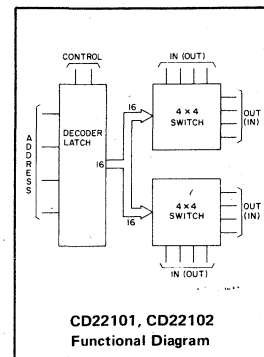 CONTROL
IN (OUT)
ADDRESS
DECODER
LATCH
16
16
16
4 x 4
SWITCH
OUT
(IN)
4 x 4
SWITCH
OUT
(IN)
IN (OUT)
CD22101, CD22102
Functional Diagram